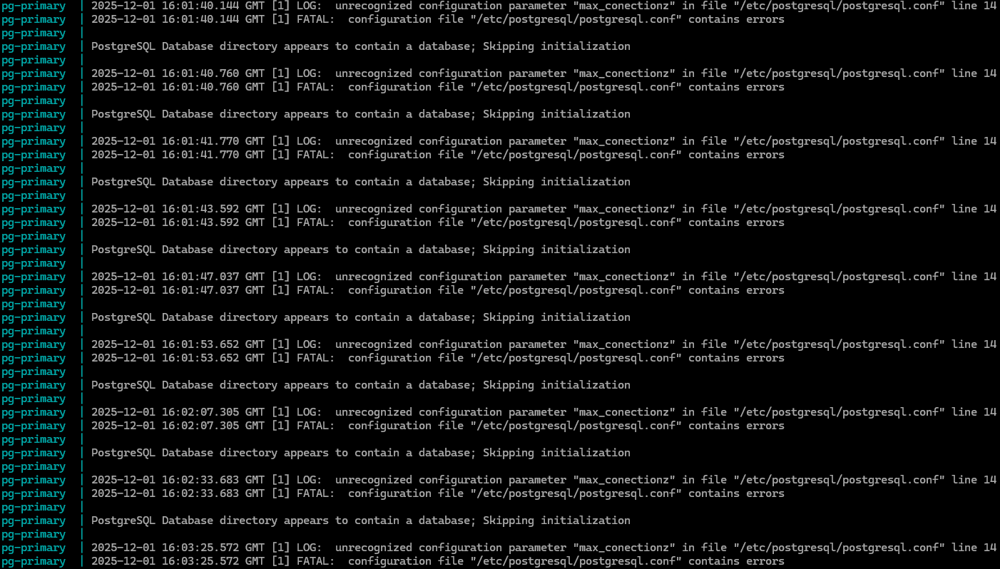 pg-primary | 2025-12-01 16:01:40.144 GMT [1] LOG:  unrecognized configuration parameter "max_conectionz" in file "/etc/postgresql/postgresql.conf" line 14
pg-primary | 2025-12-01 16:01:40.144 GMT [1] FATAL:  configuration file "/etc/postgresql/postgresql.conf" contains errors
pg-primary |
pg-primary | PostgreSQL Database directory appears to contain a database; Skipping initialization
pg-primary |
pg-primary | 2025-12-01 16:01:40.760 GMT [1] LOG:  unrecognized configuration parameter "max_conectionz" in file "/etc/postgresql/postgresql.conf" line 14
pg-primary | 2025-12-01 16:01:40.760 GMT [1] FATAL:  configuration file "/etc/postgresql/postgresql.conf" contains errors
pg-primary |
pg-primary | PostgreSQL Database directory appears to contain a database; Skipping initialization
pg-primary |
pg-primary | 2025-12-01 16:01:41.770 GMT [1] LOG:  unrecognized configuration parameter "max_conectionz" in file "/etc/postgresql/postgresql.conf" line 14
pg-primary | 2025-12-01 16:01:41.770 GMT [1] FATAL:  configuration file "/etc/postgresql/postgresql.conf" contains errors
pg-primary |
pg-primary | PostgreSQL Database directory appears to contain a database; Skipping initialization
pg-primary |
pg-primary | 2025-12-01 16:01:43.592 GMT [1] LOG:  unrecognized configuration parameter "max_conectionz" in file "/etc/postgresql/postgresql.conf" line 14
pg-primary | 2025-12-01 16:01:43.592 GMT [1] FATAL:  configuration file "/etc/postgresql/postgresql.conf" contains errors
pg-primary |
pg-primary | PostgreSQL Database directory appears to contain a database; Skipping initialization
pg-primary |
pg-primary | 2025-12-01 16:01:47.037 GMT [1] LOG:  unrecognized configuration parameter "max_conectionz" in file "/etc/postgresql/postgresql.conf" line 14
pg-primary | 2025-12-01 16:01:47.037 GMT [1] FATAL:  configuration file "/etc/postgresql/postgresql.conf" contains errors
pg-primary |
pg-primary | PostgreSQL Database directory appears to contain a database; Skipping initialization
pg-primary |
pg-primary | 2025-12-01 16:01:53.652 GMT [1] LOG:  unrecognized configuration parameter "max_conectionz" in file "/etc/postgresql/postgresql.conf" line 14
pg-primary | 2025-12-01 16:01:53.652 GMT [1] FATAL:  configuration file "/etc/postgresql/postgresql.conf" contains errors
pg-primary |
pg-primary | PostgreSQL Database directory appears to contain a database; Skipping initialization
pg-primary |
pg-primary | 2025-12-01 16:02:07.305 GMT [1] LOG:  unrecognized configuration parameter "max_conectionz" in file "/etc/postgresql/postgresql.conf" line 14
pg-primary | 2025-12-01 16:02:07.305 GMT [1] FATAL:  configuration file "/etc/postgresql/postgresql.conf" contains errors
pg-primary |
pg-primary | PostgreSQL Database directory appears to contain a database; Skipping initialization
pg-primary |
pg-primary | 2025-12-01 16:02:33.683 GMT [1] LOG:  unrecognized configuration parameter "max_conectionz" in file "/etc/postgresql/postgresql.conf" line 14
pg-primary | 2025-12-01 16:02:33.683 GMT [1] FATAL:  configuration file "/etc/postgresql/postgresql.conf" contains errors
pg-primary |
pg-primary | PostgreSQL Database directory appears to contain a database; Skipping initialization
pg-primary |
pg-primary | 2025-12-01 16:03:25.572 GMT [1] LOG:  unrecognized configuration parameter "max_conectionz" in file "/etc/postgresql/postgresql.conf" line 14
pg-primary | 2025-12-01 16:03:25.572 GMT [1] FATAL:  configuration file "/etc/postgresql/postgresql.conf" contains errors